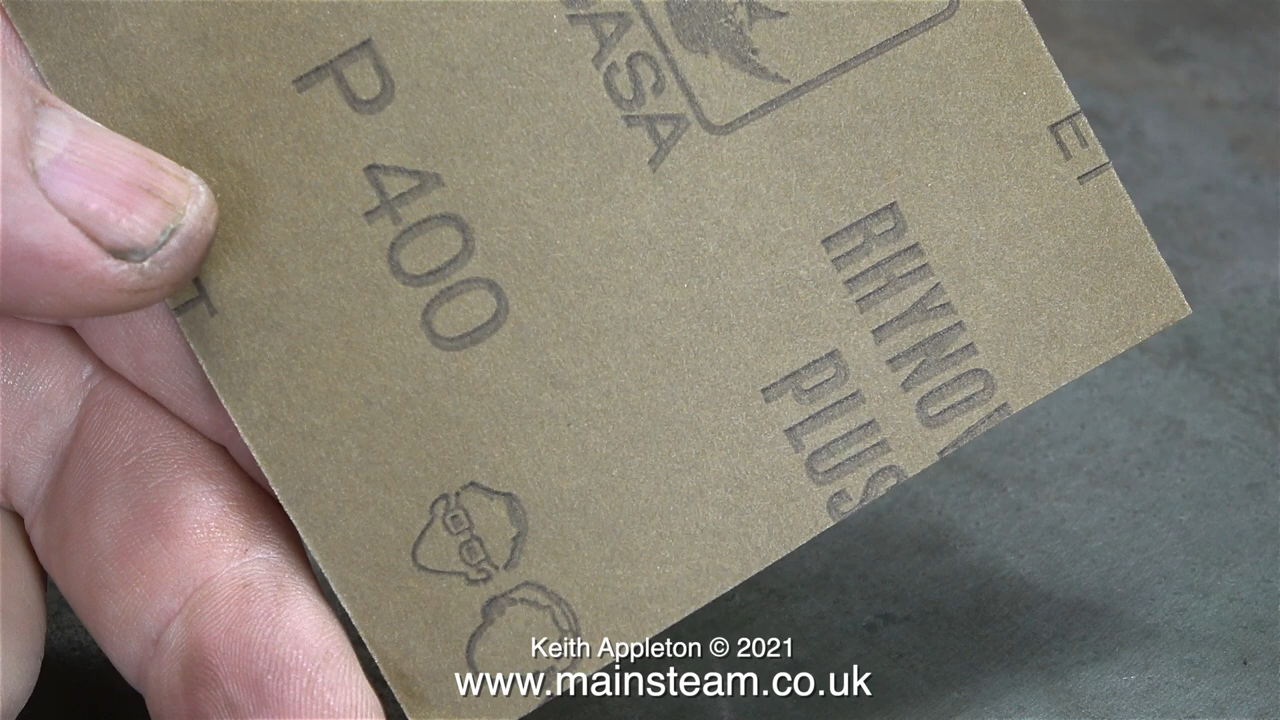 P 400
ASA
RHYNO
PLUS
Keith Appleton © 2021
www.mainsteam.co.uk